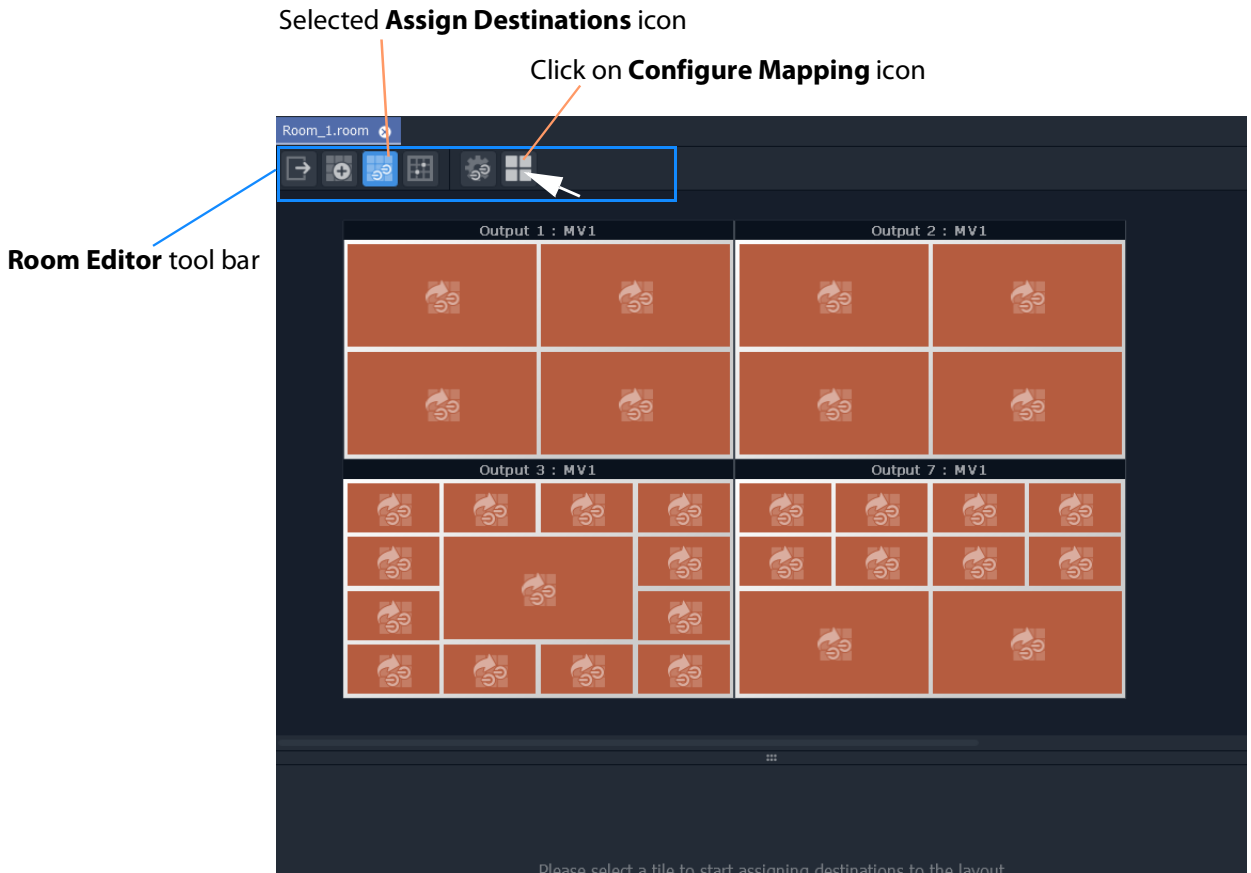 Selected Assign Destinations icon
Click on Configure Mapping icon
Room_1.room
Room Editor tool bar
Output 1 : MV1
Output 2 : MV1
Output 3 : MV1
Output 7 : MV1
Please select a tile to start assigning destinations to the layout